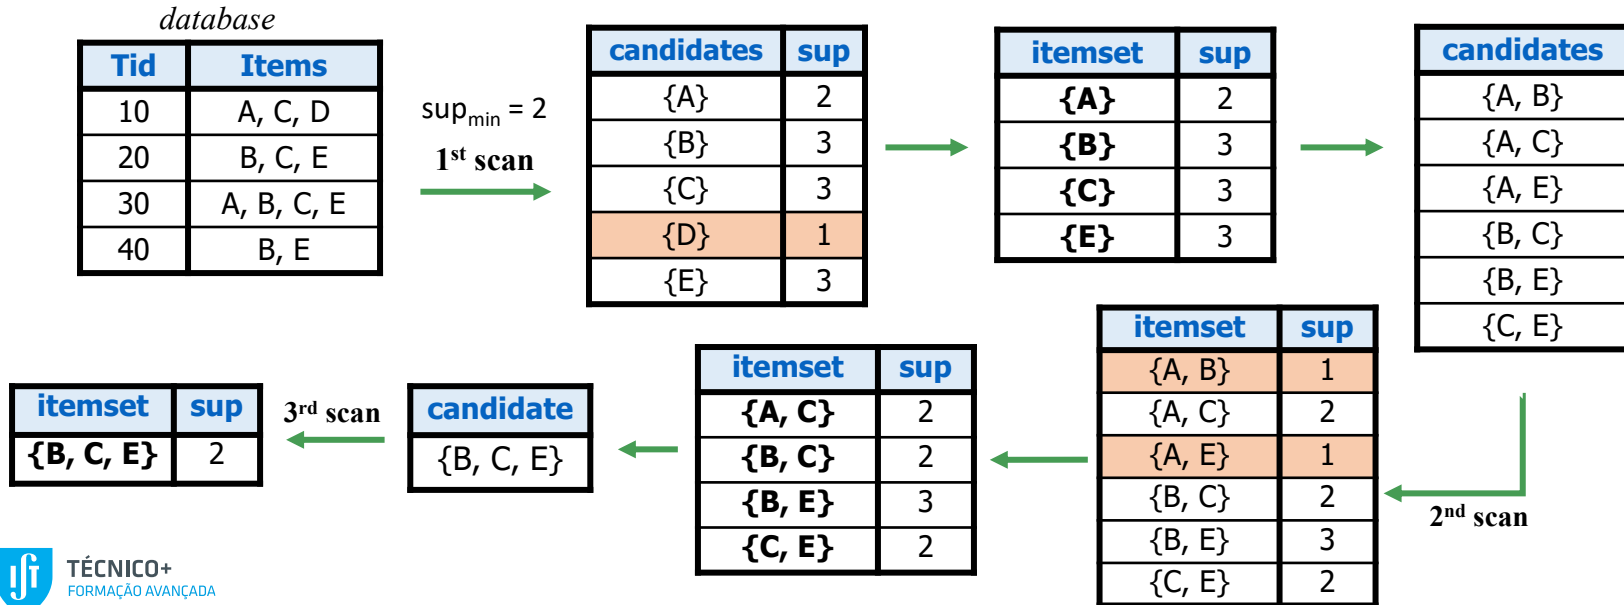 database
Tid Items
10 A, C, D
20 B, C, E
30 A, B, C, E
40 B, E
sup_min = 2
1st scan
candidates sup
{A} 2
{B} 3
{C} 3
{D} 1
{E} 3
itemset sup
{A} 2
{B} 3
{C} 3
{E} 3
candidates
{A, B}
{A, C}
{A, E}
{B, C}
{B, E}
{C, E}
2nd scan
itemset sup
{A, B} 1
{A, C} 2
{A, E} 1
{B, C} 2
{B, E} 3
{C, E} 2
itemset sup
{A, C} 2
{B, C} 2
{B, E} 3
{C, E} 2
candidate
{B, C, E}
3rd scan
itemset sup
{B, C, E} 2
TÉCNICO+
FORMAÇÃO AVANÇADA